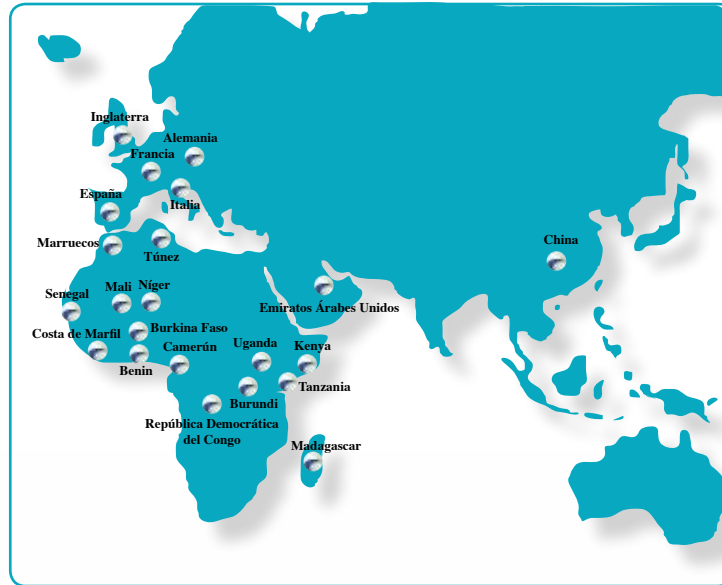 Inglaterra
Alemania
Francia
España
Italia
Marruecos
Túnez
China
Senegal
Mali
Níger
Emiratos Árabes Unidos
Costa de Marfil
Burkina Faso
Camerún
Uganda
Kenya
Benin
Tanzania
Burundi
República Democrática
del Congo
Madagascar